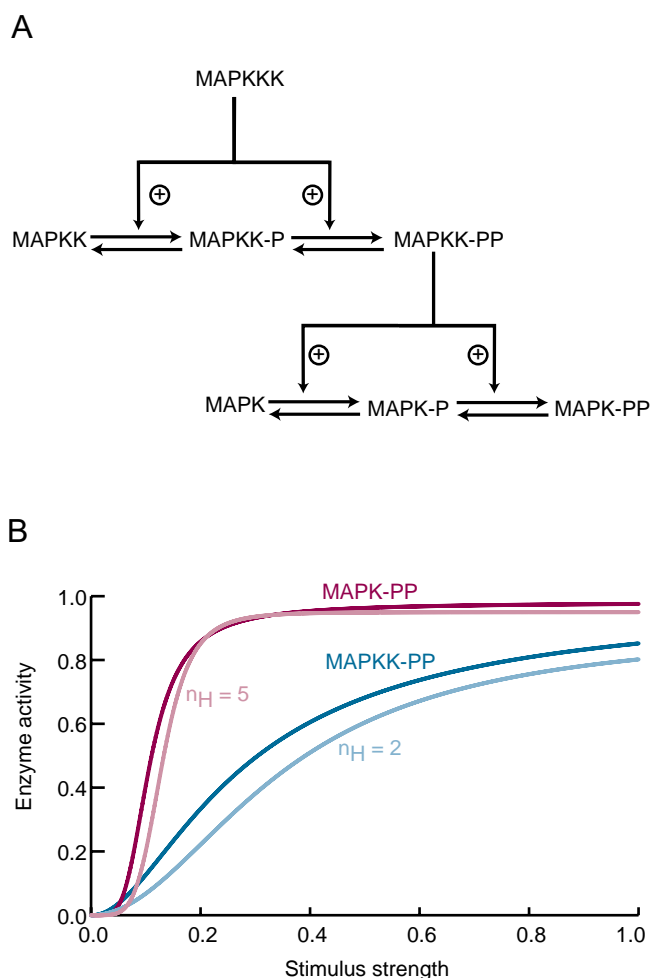 A
MAPKKK
+ +
MAPKK MAPKK-P MAPKK-PP
+ +
MAPK MAPK-P MAPK-PP
B
MAPK-PP
MAPKK-PP
nH = 5
nH = 2
Enzyme activity
1.0
0.8
0.6
0.4
0.2
0.0
0.0 0.2 0.4 0.6 0.8 1.0
Stimulus strength